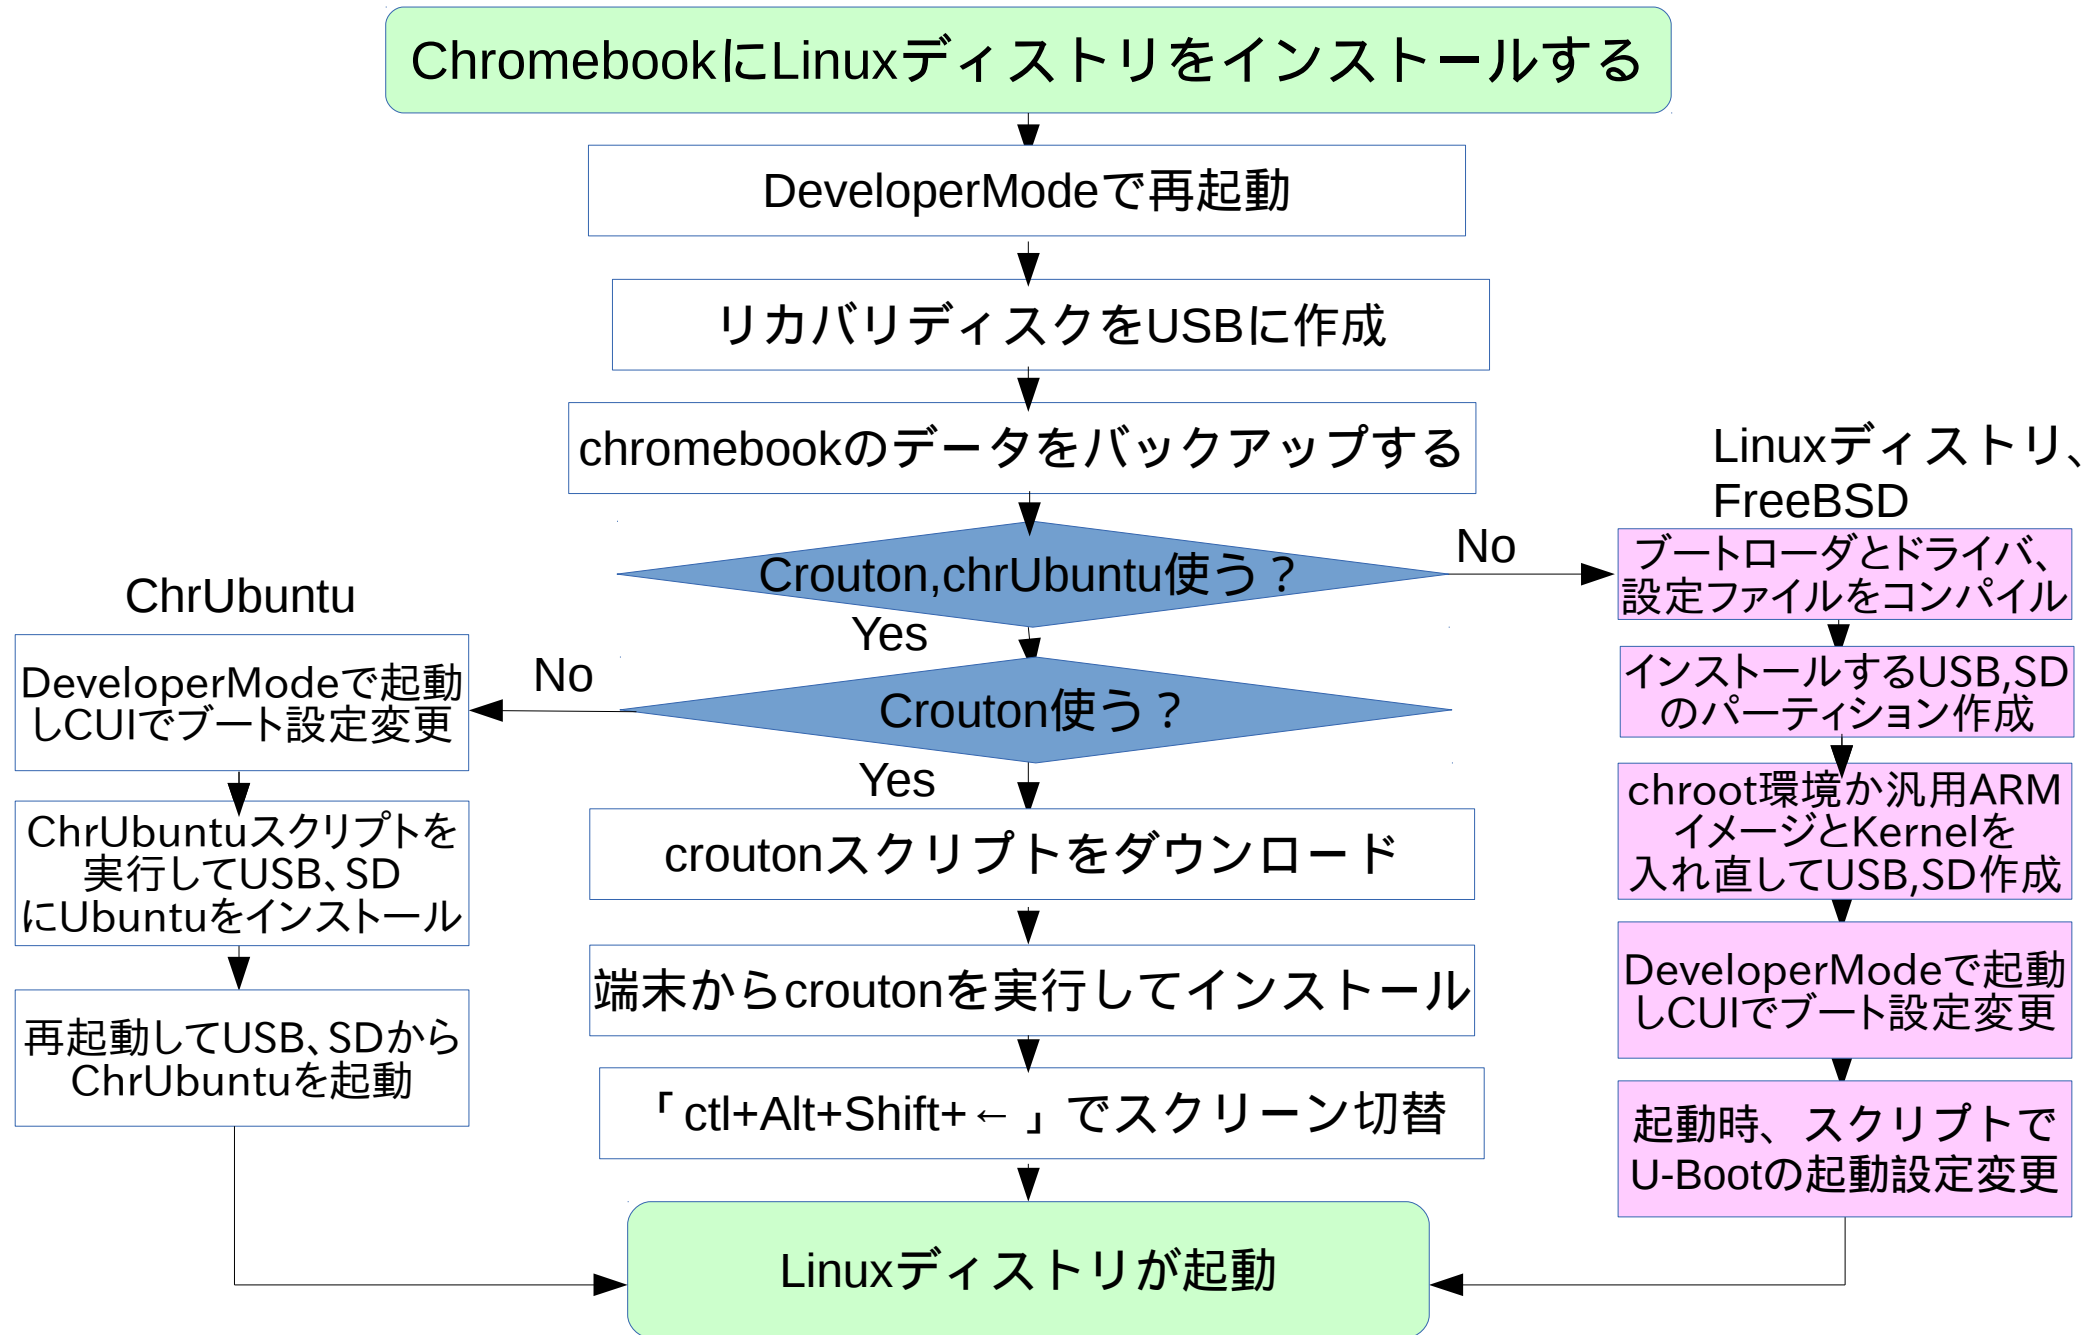 ChromebookにLinuxディストリをインストールする
DeveloperModeで再起動
リカバリディスクをUSBに作成
chromebookのデータをバックアップする
Crouton,chrUbuntu使う？
No
Yes
Crouton使う？
No
Yes
croutonスクリプトをダウンロード
端末からcroutonを実行してインストール
「ctl+Alt+Shift+←」でスクリーン切替
Linuxディストリが起動
ChrUbuntu
DeveloperModeで起動
しCUIでブート設定変更
ChrUbuntuスクリプトを
実行してUSB、SD
にUbuntuをインストール
再起動してUSB、SDから
ChrUbuntuを起動
Linuxディストリ、
FreeBSD
ブートローダとドライバ、
設定ファイルをコンパイル
インストールするUSB,SD
のパーティション作成
chroot環境か汎用ARM
イメージとKernelを
入れ直してUSB,SD作成
DeveloperModeで起動
しCUIでブート設定変更
起動時、スクリプトで
U-Bootの起動設定変更